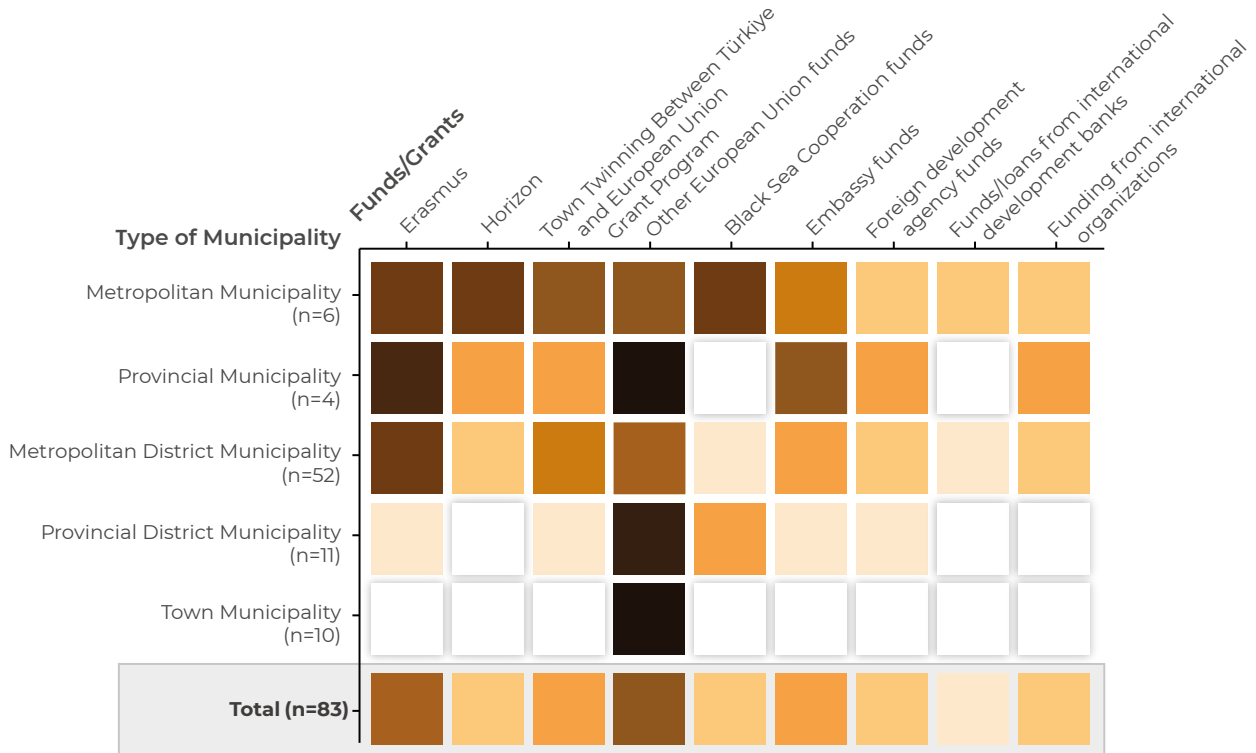 Funds/Grants
Erasmus
Horizon
Town Twinning Between Türkiye
and European Union
Grant Program
Other European Union funds
Black Sea Cooperation funds
Embassy funds
Foreign development
agency funds
Funds/loans from international
development banks
Funding from international
organizations
Type of Municipality
Metropolitan Municipality
(n=6)
Provincial Municipality
(n=4)
Metropolitan District Municipality
(n=52)
Provincial District Municipality
(n=11)
Town Municipality
(n=10)
Total (n=83)